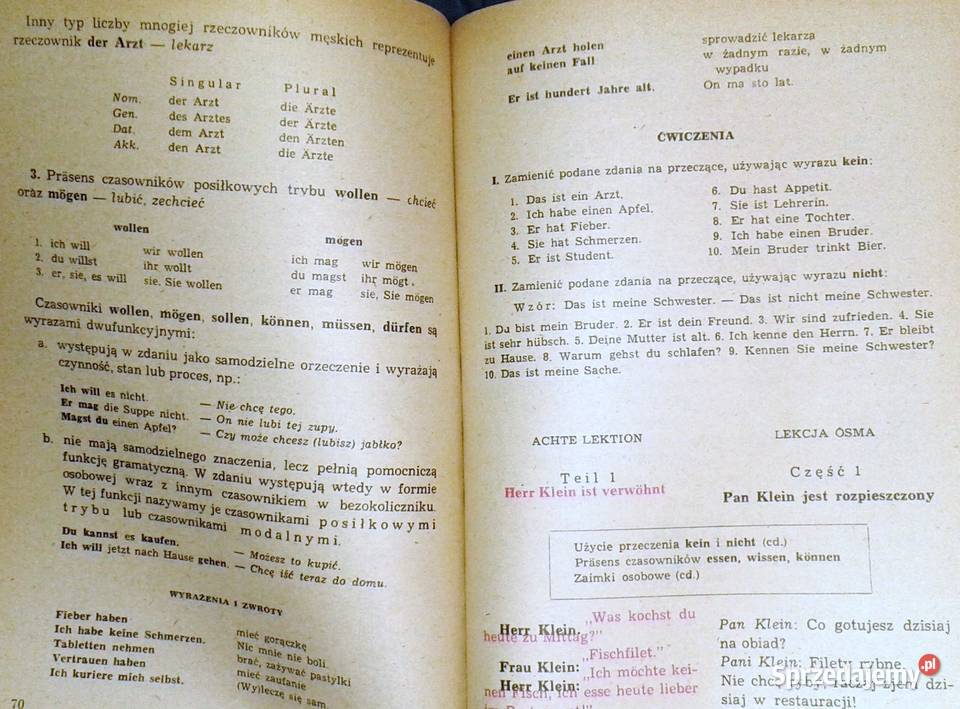 Inny typ liczby mnogiej rzeczowników męskich reprezentuje
rzeczownik der Arzt — lekarz
Singular Plural
Nom. der Arzt die Ärzte
Gen. des Arztes der Ärzte
Dat. dem Arzt den Ärzten
Akk. den Arzt die Ärzte
3. Präsens czasowników posiłkowych trybu wollen — chcieć
oraz mögen — lubić, zechcieć
wollen mögen
1. ich will wir wollen ich mag wir mögen
2. du willst ihr wollt du magst ihr mögt.
3. er, sie, es will sie, Sie wollen er mag sie, Sie mögen
Czasowniki wollen, mögen, sollen, können, müssen, dürfen są
wyrazami dwufunkcyjnymi:
a. występują w zdaniu jako samodzielne orzeczenie i wyrażają
czynność, stan lub proces, np.:
Ich will es nicht. — Nie chcę tego.
Er mag die Suppe nicht. — On nie lubi tej zupy.
Magst du einen Apfel? — Czy może chcesz (lubisz) jabłko?
b. nie mają samodzielnego znaczenia, lecz pełnią pomocniczą
funkcję gramatyczną. W zdaniu występują wtedy w formie
osobowej wraz z innym czasownikiem w bezokoliczniku.
W tej funkcji nazywamy je czasownikami posiłkowymi
trybu lub czasownikami modalnymi.
Du kannst es kaufen. — Możesz to kupić.
Ich will jetzt nach Hause gehen. — Chcę iść teraz do domu.
WYRAŻENIA I ZWROTY
Fieber haben mieć gorączkę
Ich habe keine Schmerzen. Nic mnie nie boli.
Tabletten nehmen brać, zażywać pastylki
Vertrauen haben mieć zaufanie
Ich kuriere mich selbst. (Wy)leczę się sam.
70
einen Arzt holen sprowadzić lekarza
auf keinen Fall w żadnym razie, w żadnym
wypadku
Er ist hundert Jahre alt. On ma sto lat.
ĆWICZENIA
I. Zamienić podane zdania na przeczące, używając wyrazu kein:
1. Das ist ein Arzt. 6. Du hast Appetit.
2. Ich habe einen Apfel. 7. Sie ist Lehrerin.
3. Er hat Fieber. 8. Er hat eine Tochter.
4. Sie hat Schmerzen. 9. Ich habe einen Bruder.
5. Er ist Student. 10. Mein Bruder trinkt Bier.
II. Zamienić podane zdania na przeczące, używając wyrazu nicht:
Wzór: Das ist meine Schwester. — Das ist nicht meine Schwester.
1. Du bist mein Bruder. 2. Er ist dein Freund. 3. Wir sind zufrieden. 4. Sie
ist sehr hübsch. 5. Deine Mutter ist alt. 6. Ich kenne den Herrn. 7. Er bleibt
zu Hause. 8. Warum gehst du schlafen? 9. Kennen Sie meine Schwester?
10. Das ist meine Sache.
ACHTE LEKTION LEKCJA ÓSMA
Teil 1 Część 1
Herr Klein ist verwöhnt Pan Klein jest rozpieszczony
Użycie przeczenia kein i nicht (cd.)
Präsens czasowników essen, wissen, können
Zaimki osobowe (cd.)
Herr Klein: „Was kochst du
heute zu Mittag?"
Frau Klein: „Fischfilet."
Herr Klein: „Ich möchte kei-
nen Fisch, ich esse heute lieber
im Restaurant!"
Pan Klein: Co gotujesz dzisiaj
na obiad?
Pani Klein: Filety rybne.
Nie chcę ryby, raczej zjem dzi-
siaj w restauracji!
Sprzedajemy.pl